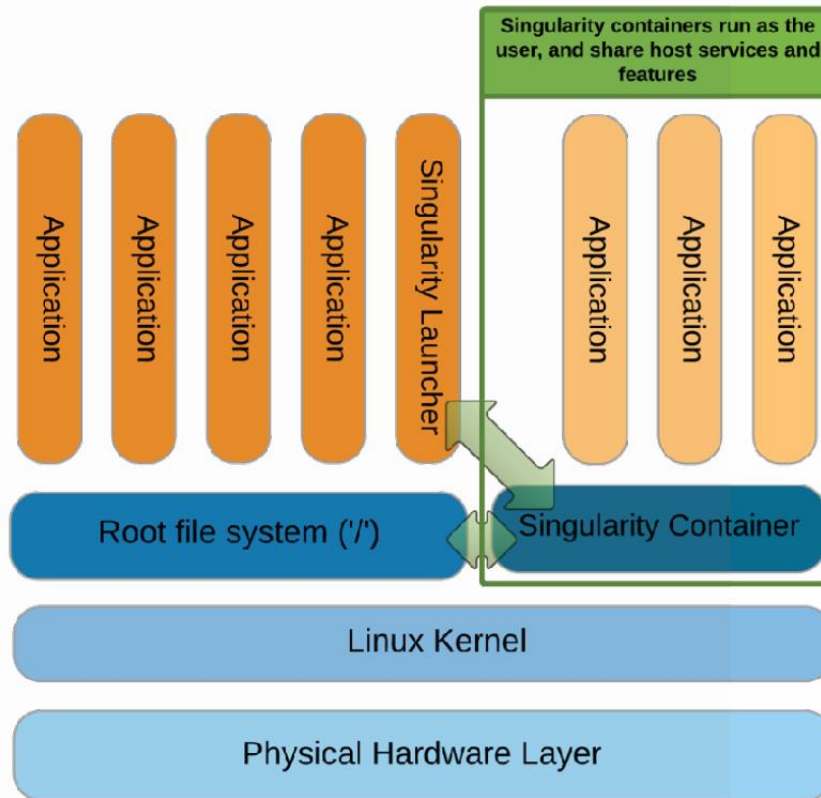 Singularity containers run as the
user, and share host services and
features
Application
Application
Application
Application
Singularity Launcher
Application
Application
Application
Root file system ('/')
Singularity Container
Linux Kernel
Physical Hardware Layer